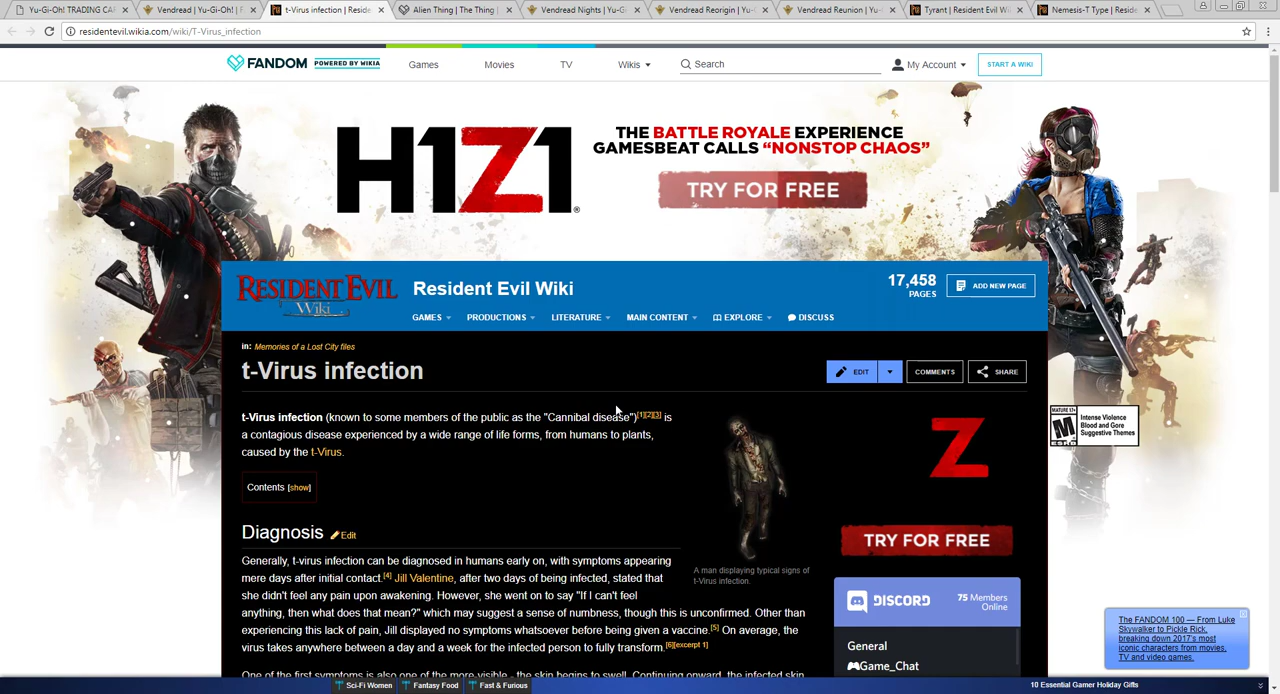 Yu-Gi-Oh! TRADING CA
Vendread | Yu-Gi-Oh! | F
t-Virus infection | Reside
Alien Thing | The Thing |
Vendread Nights | Yu-G
Vendread Reorigin | Yu-
Vendread Reunion | Yu-
Tyrant | Resident Evil W
Nemesis-T Type | Reside
residentevil.wikia.com/wiki/T-Virus_infection
FANDOM POWERED BY WIKIA
Games
Movies
TV
Wikis
Search
My Account
START A WIKI
H1Z1®
THE BATTLE ROYALE EXPERIENCE
GAMESBEAT CALLS "NONSTOP CHAOS"
TRY FOR FREE
RESIDENT EVIL
Wiki
Resident Evil Wiki
17,458
PAGES
ADD NEW PAGE
GAMES
PRODUCTIONS
LITERATURE
MAIN CONTENT
EXPLORE
DISCUSS
in: Memories of a Lost City files
t-Virus infection
EDIT
COMMENTS
SHARE
t-Virus infection (known to some members of the public as the "Cannibal disease")[1][2][3] is
a contagious disease experienced by a wide range of life forms, from humans to plants,
caused by the t-Virus.
Contents [show]
Diagnosis Edit
Generally, t-virus infection can be diagnosed in humans early on, with symptoms appearing
mere days after initial contact.[4] Jill Valentine, after two days of being infected, stated that
she didn't feel any pain upon awakening. However, she went on to say "If I can't feel
anything, then what does that mean?" which may suggest a sense of numbness, though this is unconfirmed. Other than
experiencing this lack of pain, Jill displayed no symptoms whatsoever before being given a vaccine.[5] On average, the
virus takes anywhere between a day and a week for the infected person to fully transform.[6][excerpt 1]
One of the first symptoms is also one of the more visible - the skin begins to swell. Continuing onward, the infected skin
A man displaying typical signs of
t-Virus infection.
Z
TRY FOR FREE
DISCORD
75 Members
Online
General
Game_Chat
MATURE 17+
M
ESRB
Intense Violence
Blood and Gore
Suggestive Themes
The FANDOM 100 — From Luke
Skywalker to Pickle Rick,
breaking down 2017's most
iconic characters from movies,
TV and video games.
Sci-Fi Women
Fantasy Food
Fast & Furious
10 Essential Gamer Holiday Gifts